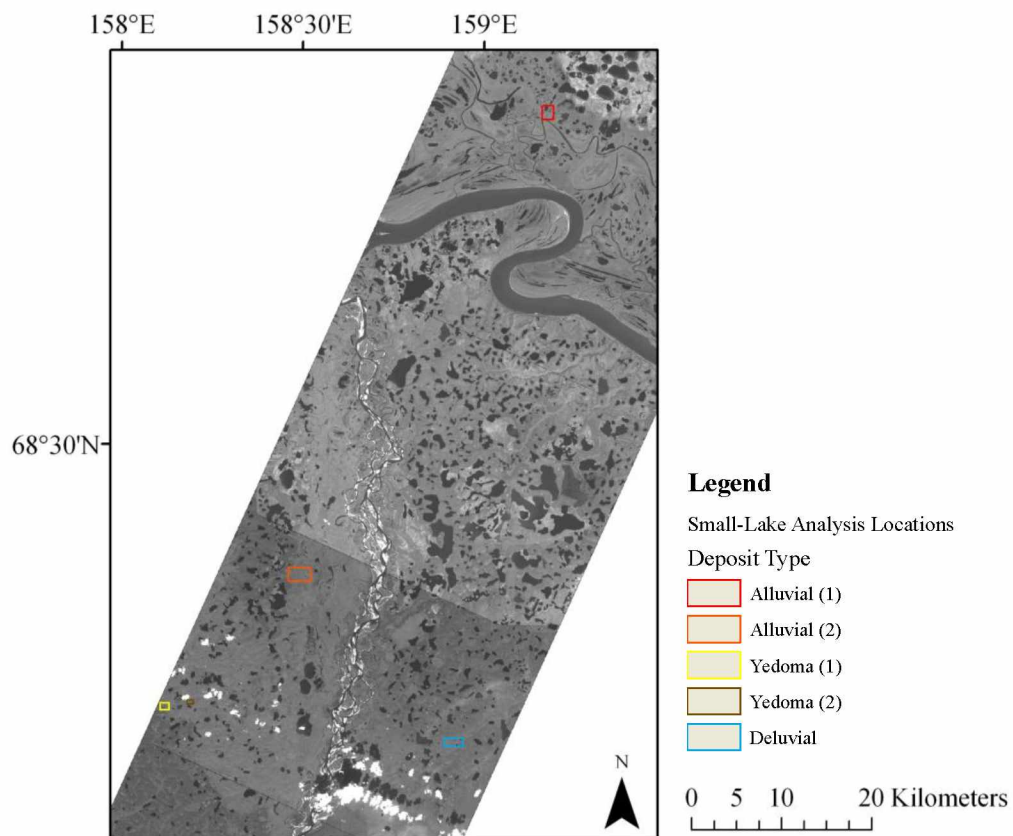 158°E 158°30'E 159°E
68°30'N
Legend
Small-Lake Analysis Locations
Deposit Type
Alluvial (1)
Alluvial (2)
Yedoma (1)
Yedoma (2)
Deluvial
N
0 5 10 20 Kilometers